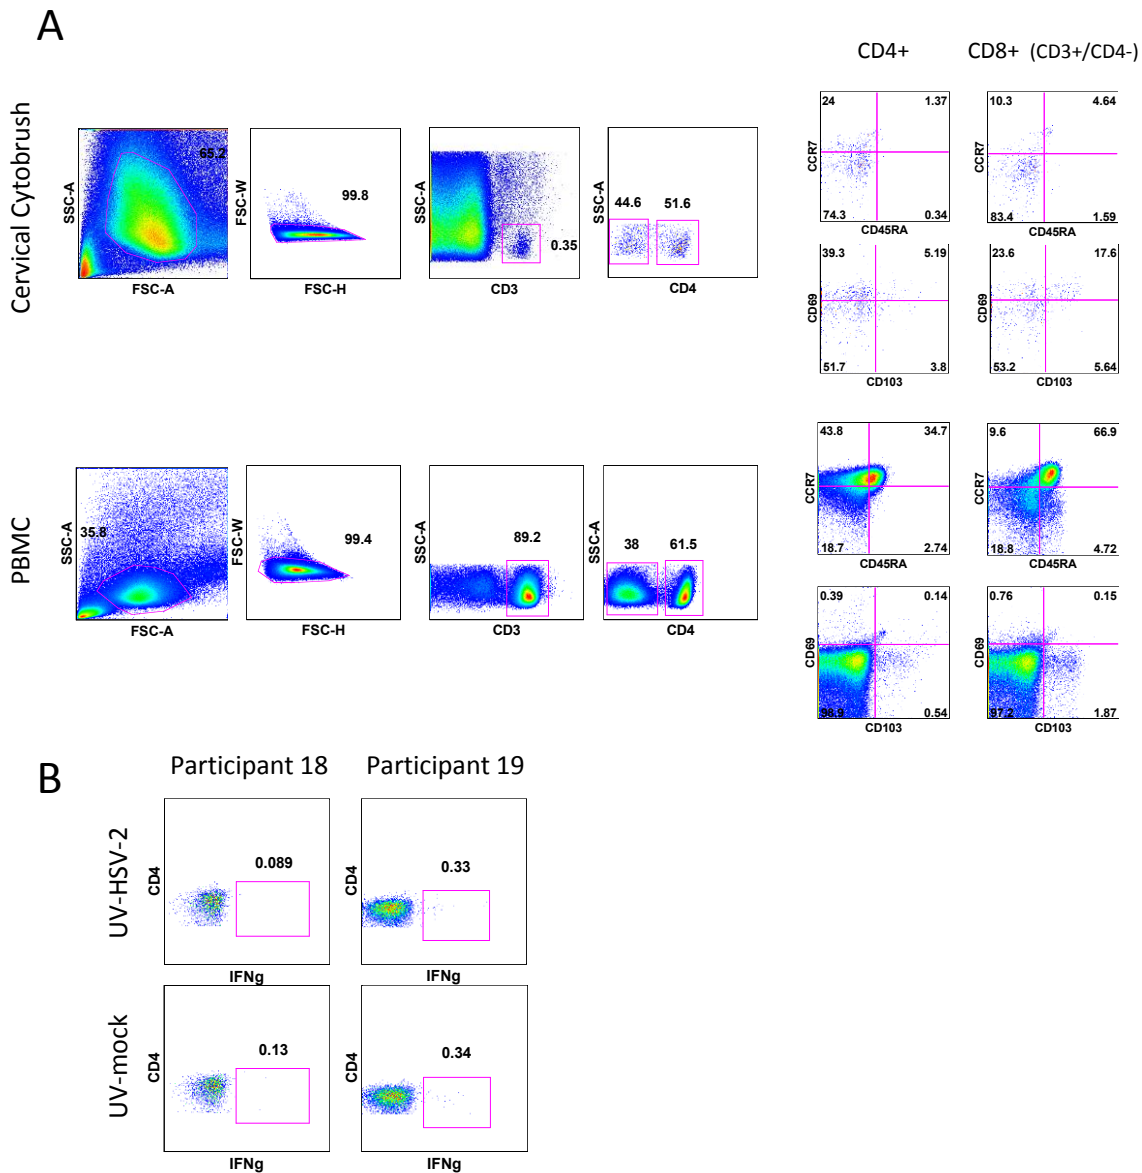 A
CD4+ CD8+ (CD3+/CD4-)
Cervical Cytobrush
SSC-A 65.2 FSC-A
FSC-W 99.8 FSC-H
SSC-A 0.35 CD3
SSC-A 44.6 51.6 CD4
24 1.37 CCR7 74.3 0.34 CD45RA
10.3 4.64 CCR7 83.4 1.59 CD45RA
39.3 5.19 CD69 51.7 3.8 CD103
23.6 17.6 CD69 53.2 5.64 CD103
PBMC
SSC-A 35.8 FSC-A
FSC-W 99.4 FSC-H
SSC-A 89.2 CD3
SSC-A 38 61.5 CD4
43.8 34.7 CCR7 18.7 2.74 CD45RA
9.6 66.9 CCR7 18.8 4.72 CD45RA
0.39 0.14 CD69 98.9 0.54 CD103
0.76 0.15 CD69 97.2 1.87 CD103
B
Participant 18 Participant 19
UV-HSV-2
CD4 0.089 IFNg
CD4 0.33 IFNg
UV-mock
CD4 0.13 IFNg
CD4 0.34 IFNg